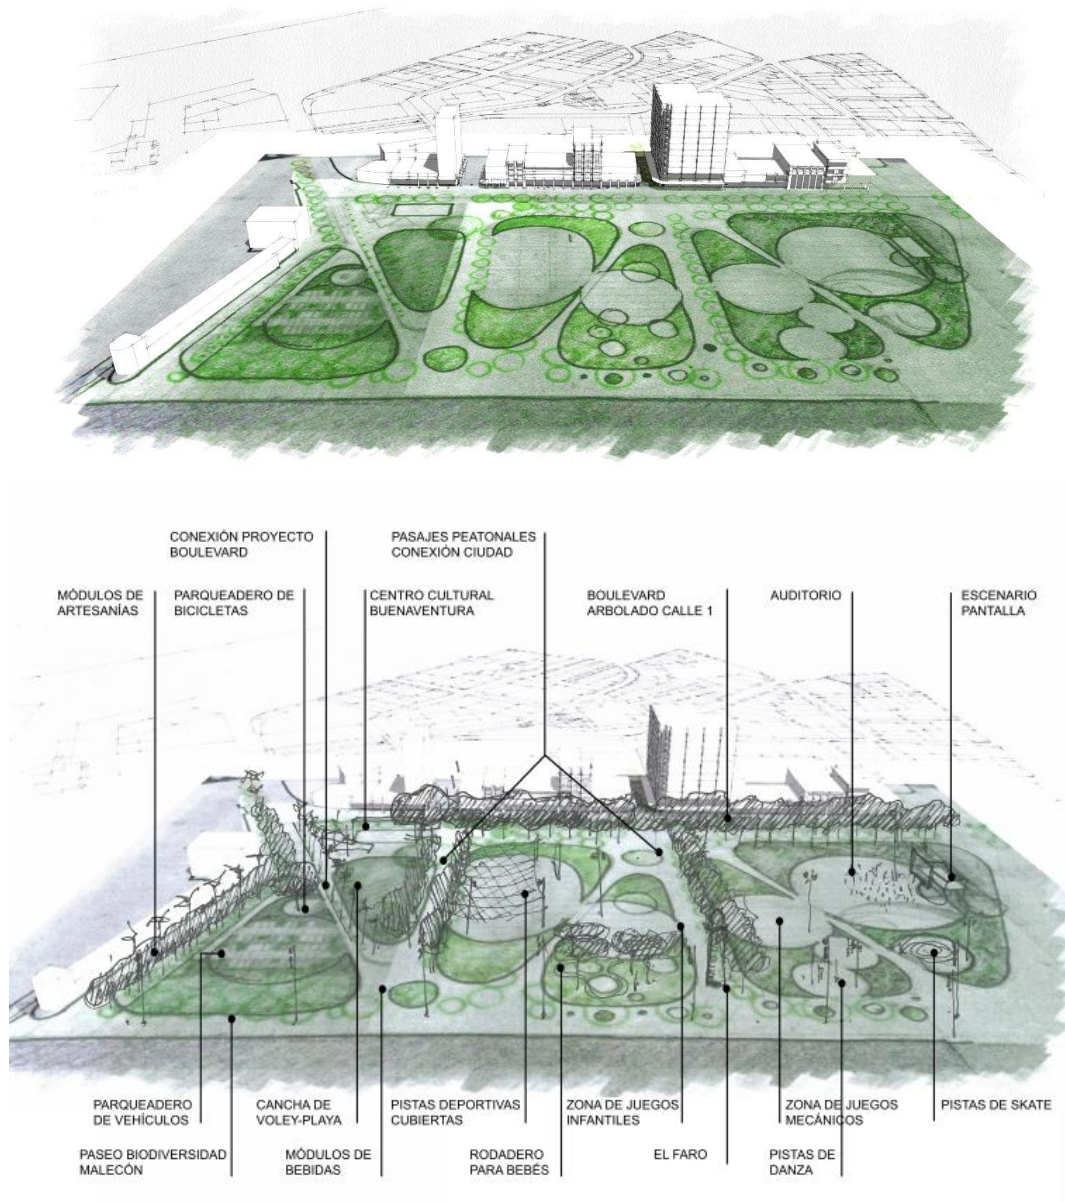 CONEXIÓN PROYECTO
BOULEVARD
PASAJES PEATONALES
CONEXIÓN CIUDAD
MÓDULOS DE
ARTESANÍAS
PARQUEADERO DE
BICICLETAS
CENTRO CULTURAL
BUENAVENTURA
BOULEVARD
ARBOLADO CALLE 1
AUDITORIO
ESCENARIO
PANTALLA
PARQUEADERO
DE VEHÍCULOS
CANCHA DE
VOLEY-PLAYA
PISTAS DEPORTIVAS
CUBIERTAS
ZONA DE JUEGOS
INFANTILES
ZONA DE JUEGOS
MECÁNICOS
PISTAS DE SKATE
PASEO BIODIVERSIDAD
MALECÓN
MÓDULOS DE
BEBIDAS
RODADERO
PARA BEBÉS
EL FARO
PISTAS DE
DANZA